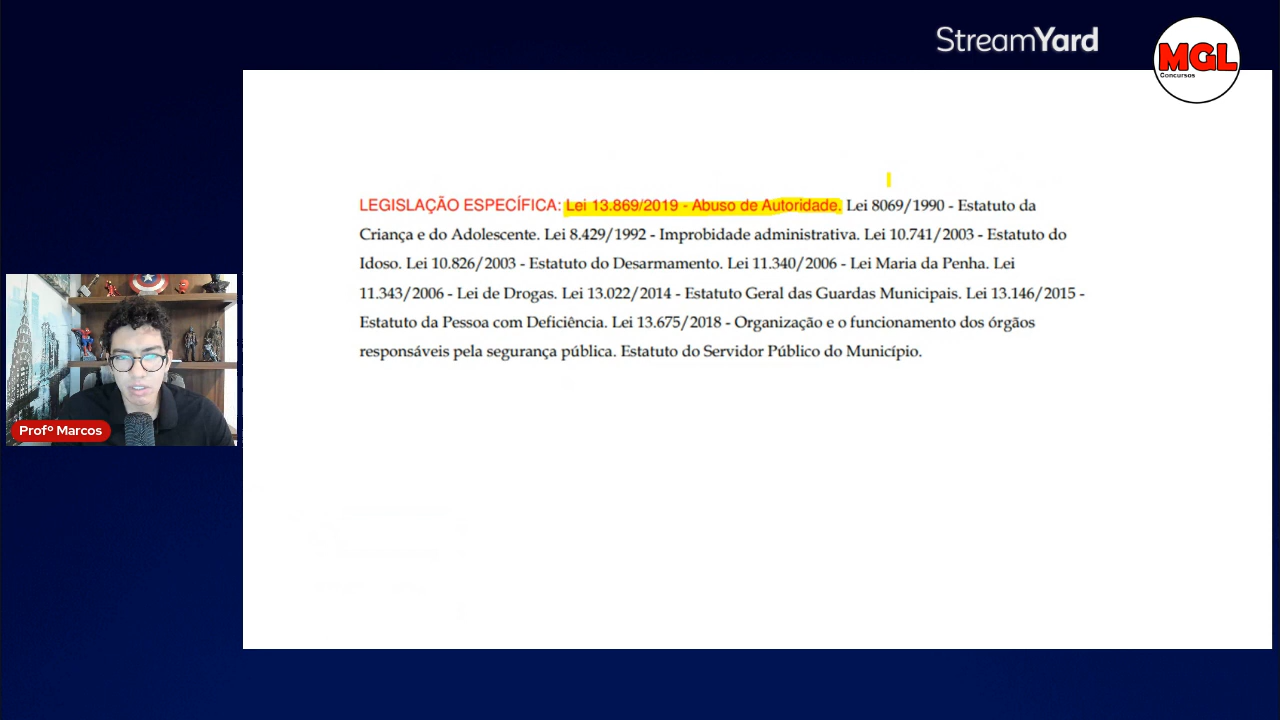 StreamYard
MGL
Concursos
LEGISLAÇÃO ESPECÍFICA: Lei 13.869/2019 - Abuso de Autoridade. Lei 8069/1990 - Estatuto da
Criança e do Adolescente. Lei 8.429/1992 - Improbidade administrativa. Lei 10.741/2003 - Estatuto do
Idoso. Lei 10.826/2003 - Estatuto do Desarmamento. Lei 11.340/2006 - Lei Maria da Penha. Lei
11.343/2006 - Lei de Drogas. Lei 13.022/2014 - Estatuto Geral das Guardas Municipais. Lei 13.146/2015 -
Estatuto da Pessoa com Deficiência. Lei 13.675/2018 - Organização e o funcionamento dos órgãos
responsáveis pela segurança pública. Estatuto do Servidor Público do Município.
Profº Marcos